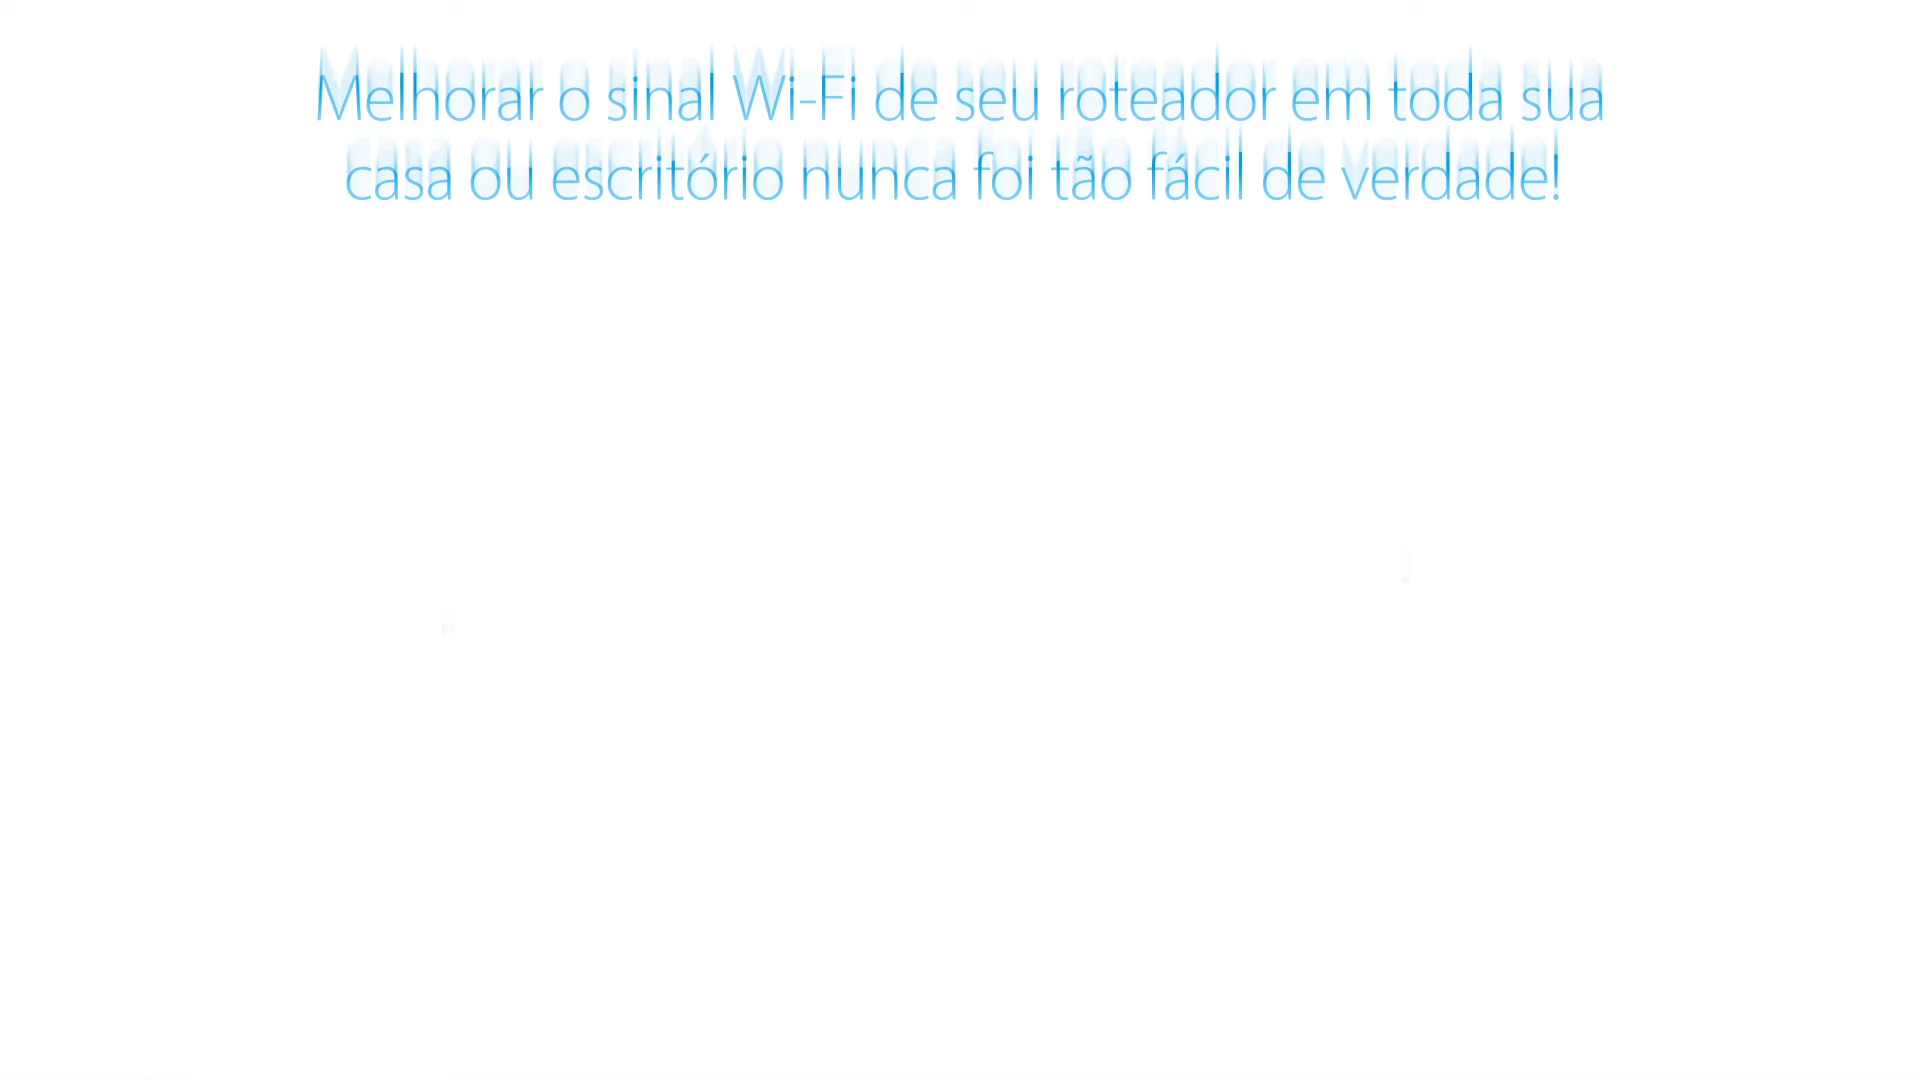 Melhorar o sinal Wi-Fi de seu roteador em toda sua
casa ou escritório nunca foi tão fácil de verdade!